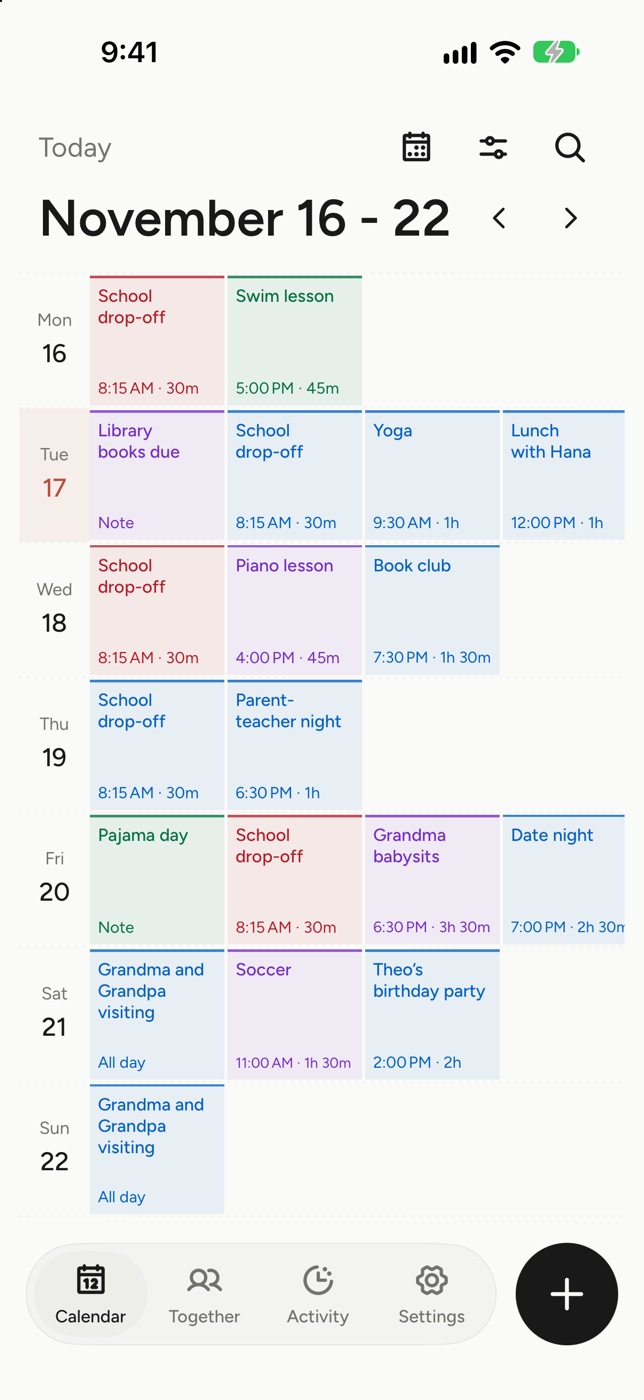 9:41
Today
November 16 - 22
Mon
16
School
drop-off
8:15 AM · 30m
Swim lesson
5:00 PM · 45m
Tue
17
Library
books due
Note
School
drop-off
8:15 AM · 30m
Yoga
9:30 AM · 1h
Lunch
with Hana
12:00 PM · 1h
Wed
18
School
drop-off
8:15 AM · 30m
Piano lesson
4:00 PM · 45m
Book club
7:30 PM · 1h 30m
Thu
19
School
drop-off
8:15 AM · 30m
Parent-
teacher night
6:30 PM · 1h
Fri
20
Pajama day
Note
School
drop-off
8:15 AM · 30m
Grandma
babysits
6:30 PM · 3h 30m
Date night
7:00 PM · 2h 30m
Sat
21
Grandma and
Grandpa
visiting
All day
Soccer
11:00 AM · 1h 30m
Theo’s
birthday party
2:00 PM · 2h
Sun
22
Grandma and
Grandpa
visiting
All day
12
Calendar
Together
Activity
Settings